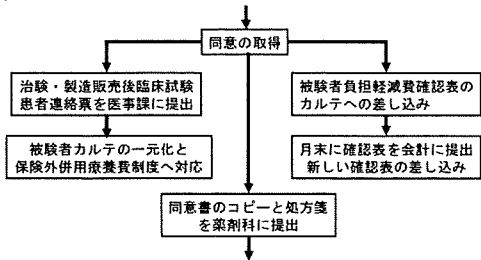 同意の取得
治験・製造販売後臨床試験
患者連絡票を医事課に提出
被験者負担軽減費確認表の
カルテへの差し込み
被験者カルテの一元化と
保険外併用療養費制度へ対応
月末に確認表を会計に提出
新しい確認表の差し込み
同意書のコピーと処方箋
を薬剤科に提出